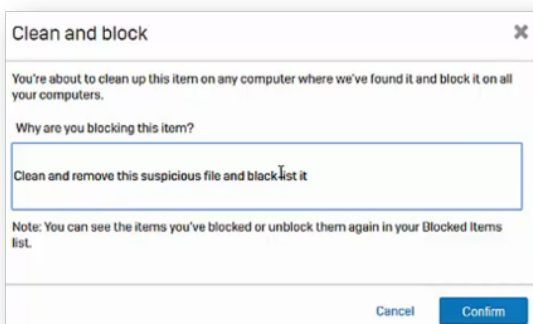 Clean and block
You're about to clean up this item on any computer where we've found it and block it on all
your computers.
Why are you blocking this item?
Clean and remove this suspicious file and black list it
Note: You can see the items you've blocked or unblock them again in your Blocked Items
list.
Cancel
Confirm